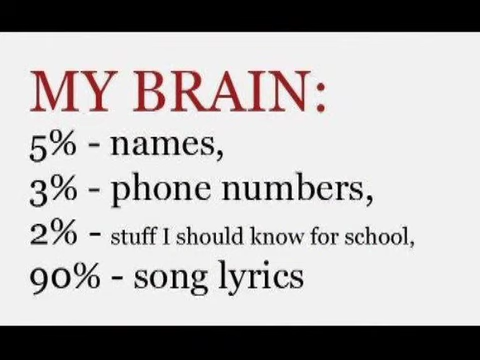 MY BRAIN:
5% - names,
3% - phone numbers,
2% - stuff I should know for school,
90% - song lyrics